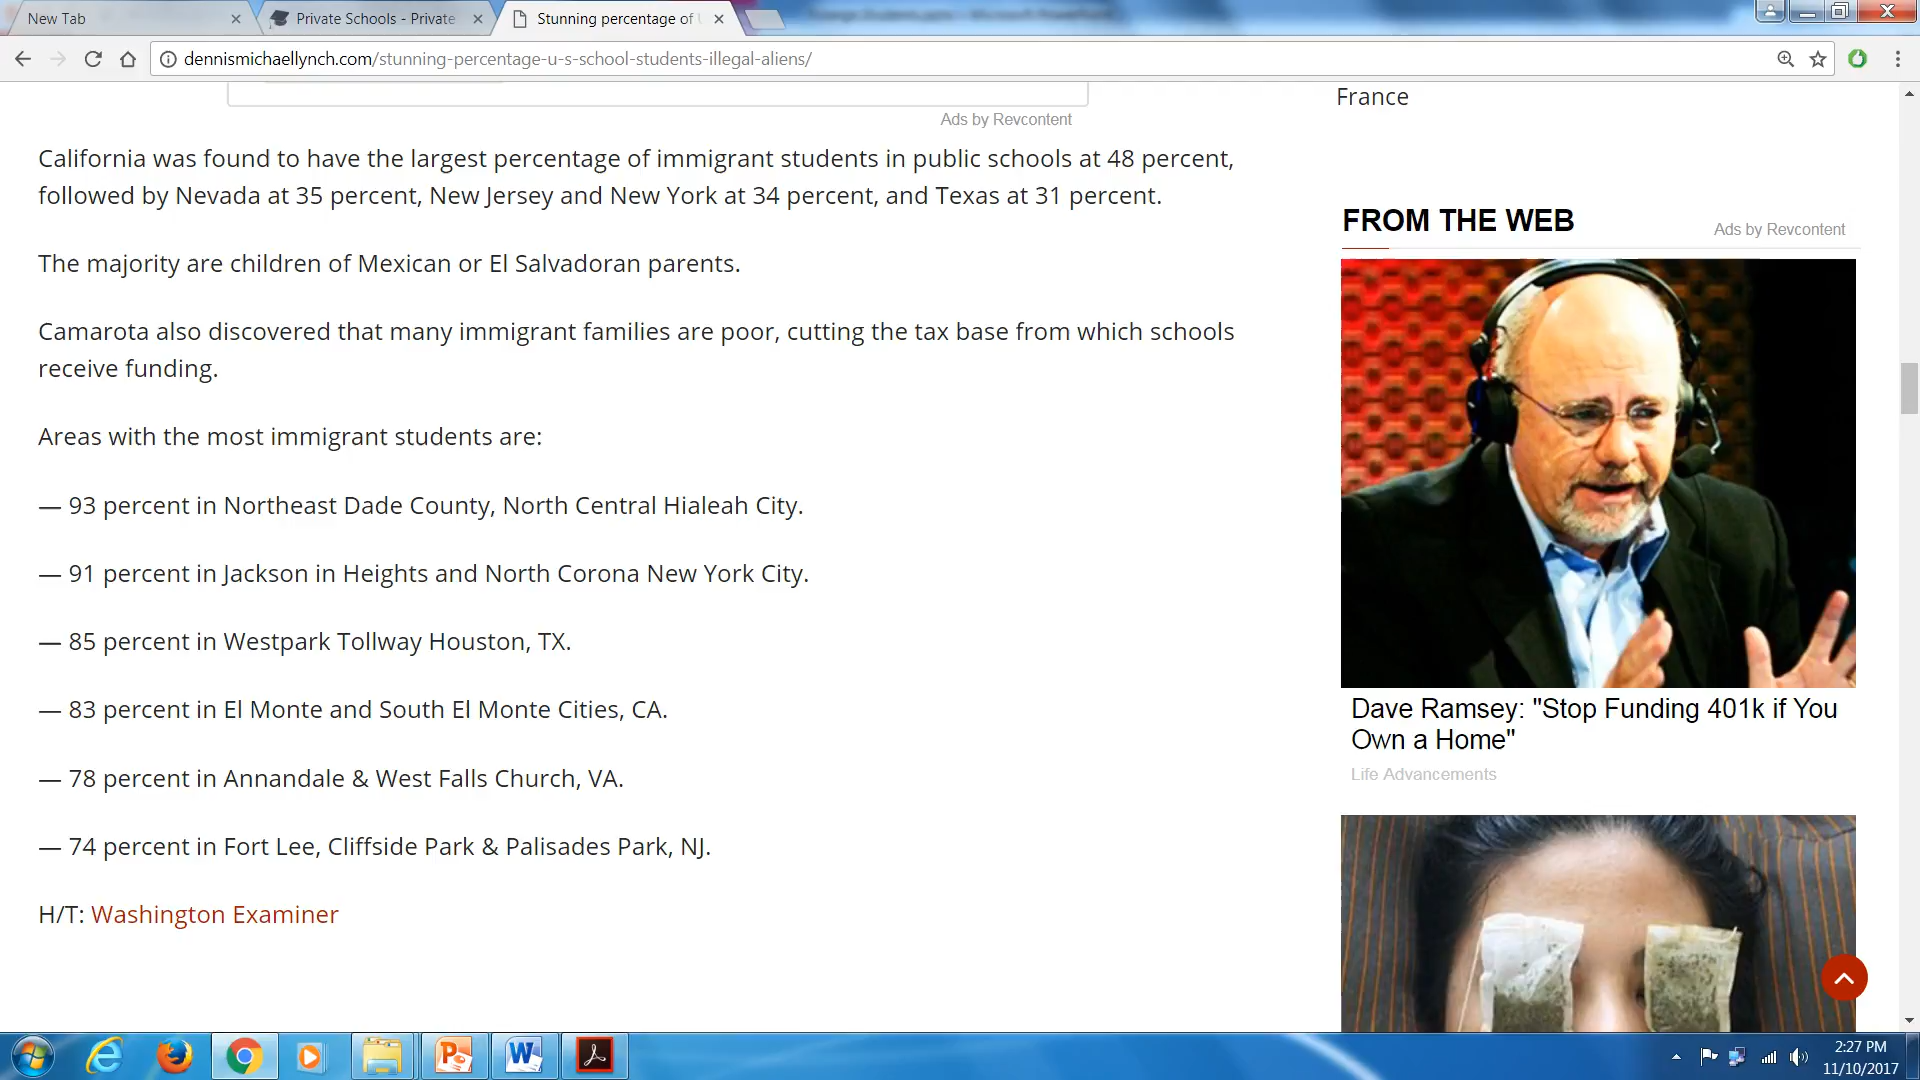 New Tab
Private Schools - Private
Stunning percentage of
dennismichaellynch.com/stunning-percentage-u-s-school-students-illegal-aliens/
Ads by Revcontent
California was found to have the largest percentage of immigrant students in public schools at 48 percent,
followed by Nevada at 35 percent, New Jersey and New York at 34 percent, and Texas at 31 percent.
The majority are children of Mexican or El Salvadoran parents.
Camarota also discovered that many immigrant families are poor, cutting the tax base from which schools
receive funding.
Areas with the most immigrant students are:
— 93 percent in Northeast Dade County, North Central Hialeah City.
— 91 percent in Jackson in Heights and North Corona New York City.
— 85 percent in Westpark Tollway Houston, TX.
— 83 percent in El Monte and South El Monte Cities, CA.
— 78 percent in Annandale & West Falls Church, VA.
— 74 percent in Fort Lee, Cliffside Park & Palisades Park, NJ.
H/T: Washington Examiner
France
FROM THE WEB
Ads by Revcontent
Dave Ramsey: "Stop Funding 401k if You
Own a Home"
Life Advancements
2:27 PM
11/10/2017